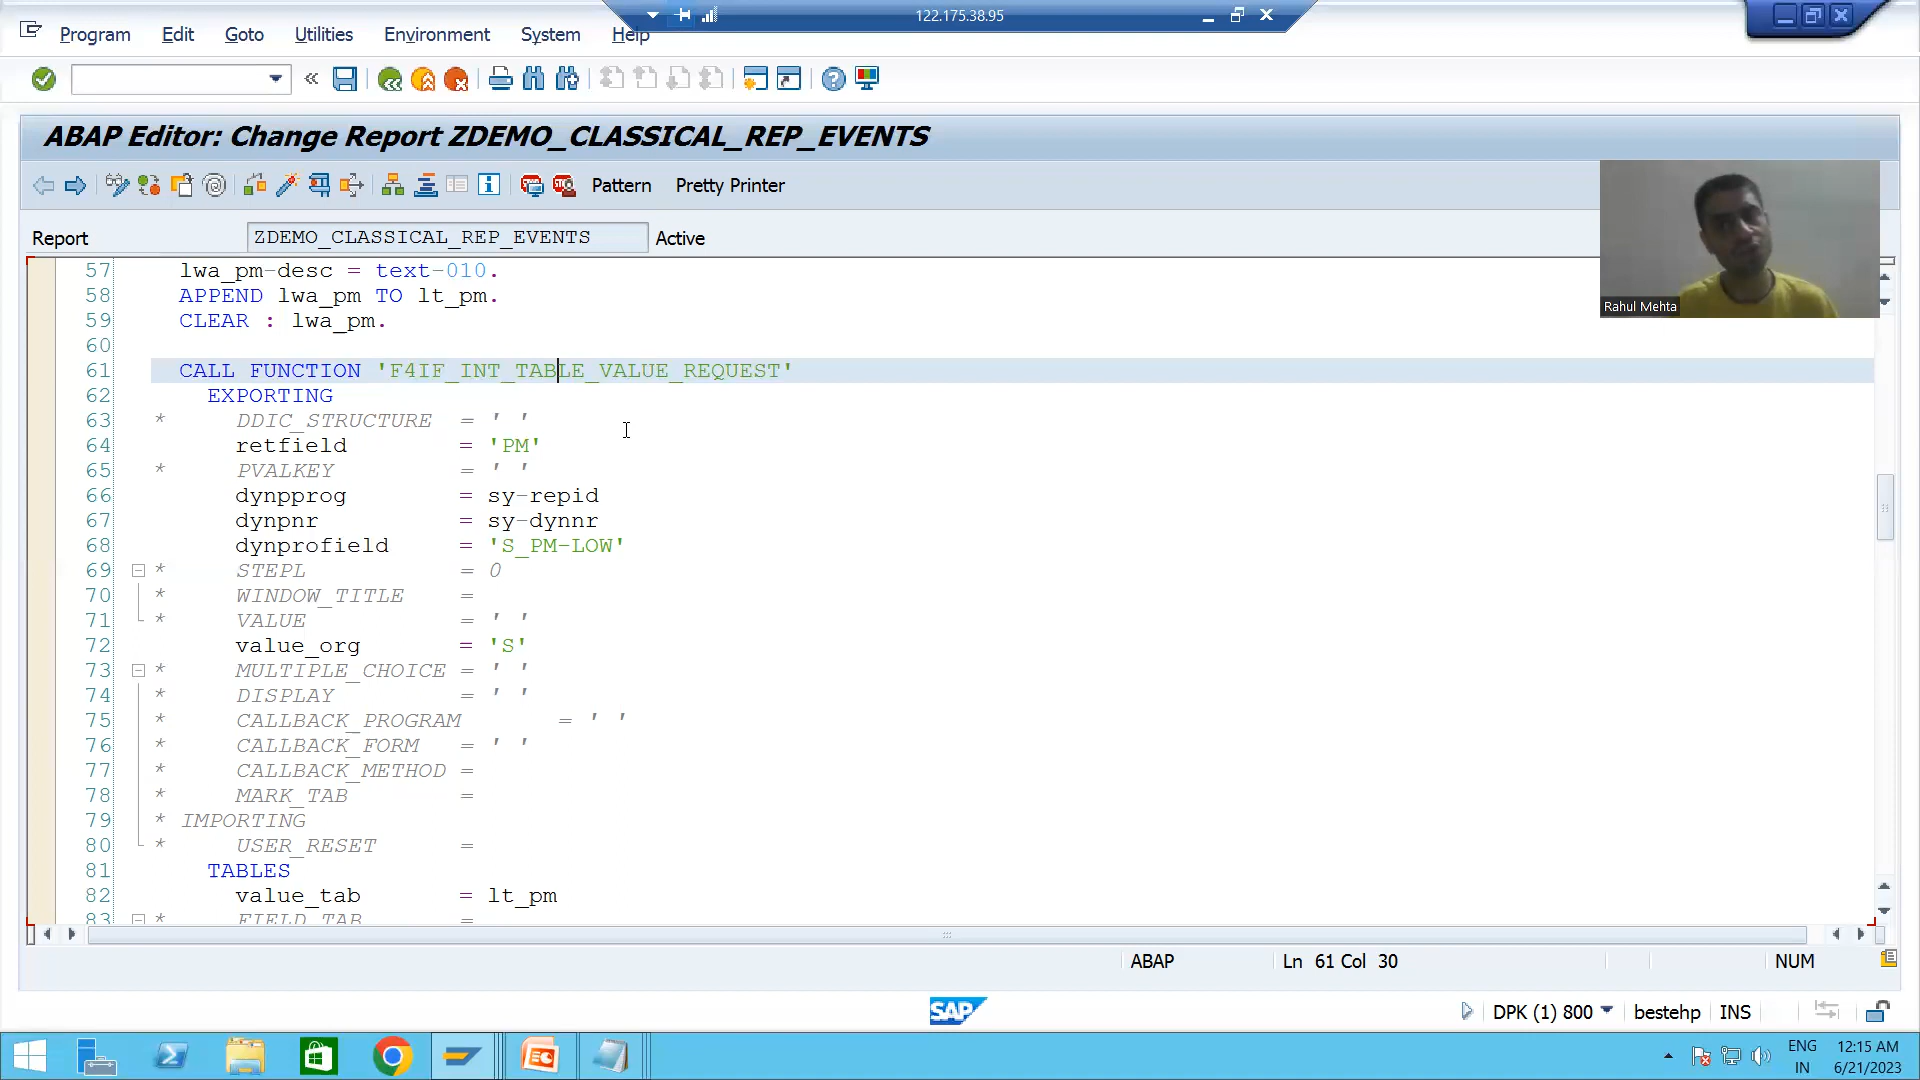 122.175.38.95
Program Edit Goto Utilities Environment System Help
ABAP Editor: Change Report ZDEMO_CLASSICAL_REP_EVENTS
Pattern Pretty Printer
Report ZDEMO_CLASSICAL_REP_EVENTS Active
Rahul Mehta
57 lwa_pm-desc = text-010.
58 APPEND lwa_pm TO lt_pm.
59 CLEAR : lwa_pm.
60
61 CALL FUNCTION 'F4IF_INT_TABLE_VALUE_REQUEST'
62 EXPORTING
63 * DDIC_STRUCTURE = ' '
64 retfield = 'PM'
65 * PVALKEY = ' '
66 dynpprog = sy-repid
67 dynpnr = sy-dynnr
68 dynprofield = 'S_PM-LOW'
69 * STEPL = 0
70 * WINDOW_TITLE =
71 * VALUE = ' '
72 value_org = 'S'
73 * MULTIPLE_CHOICE = ' '
74 * DISPLAY = ' '
75 * CALLBACK_PROGRAM = ' '
76 * CALLBACK_FORM = ' '
77 * CALLBACK_METHOD =
78 * MARK_TAB =
79 * IMPORTING
80 * USER_RESET =
81 TABLES
82 value_tab = lt_pm
83 * FIELD_TAB =
ABAP Ln 61 Col 30 NUM
SAP DPK (1) 800 bestehp INS
ENG 12:15 AM
IN 6/21/2023